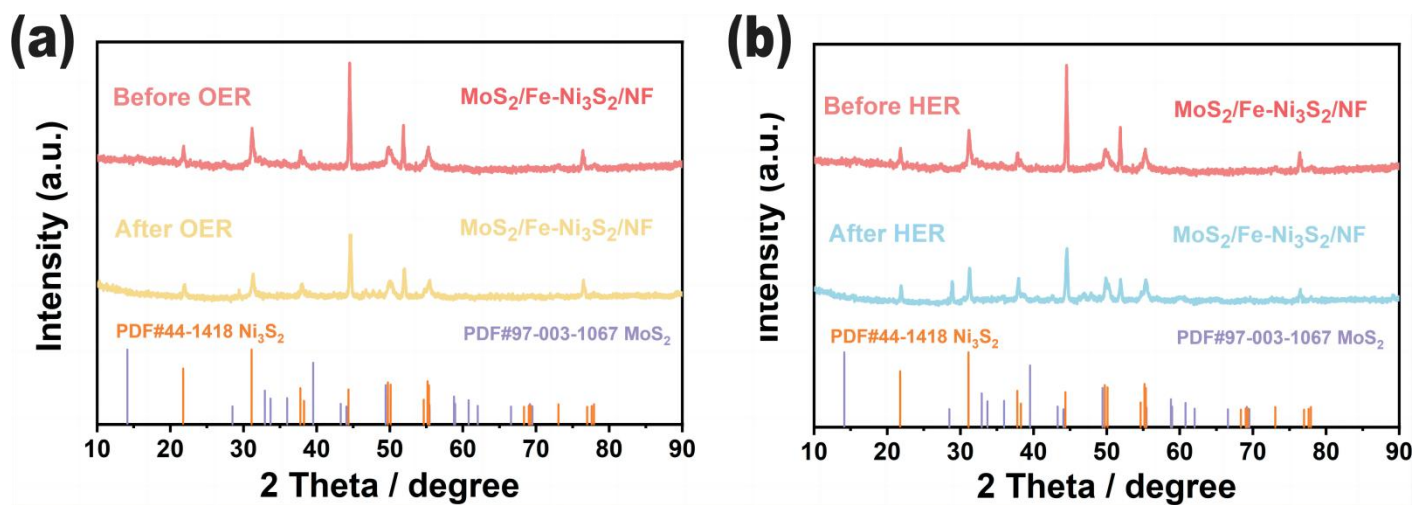 (a)
Intensity (a.u.)
Before OER
MoS₂/Fe-Ni₃S₂/NF
After OER
MoS₂/Fe-Ni₃S₂/NF
PDF#44-1418 Ni₃S₂
PDF#97-003-1067 MoS₂
10 20 30 40 50 60 70 80 90
2 Theta / degree
(b)
Intensity (a.u.)
Before HER
MoS₂/Fe-Ni₃S₂/NF
After HER
MoS₂/Fe-Ni₃S₂/NF
PDF#44-1418 Ni₃S₂
PDF#97-003-1067 MoS₂
10 20 30 40 50 60 70 80 90
2 Theta / degree